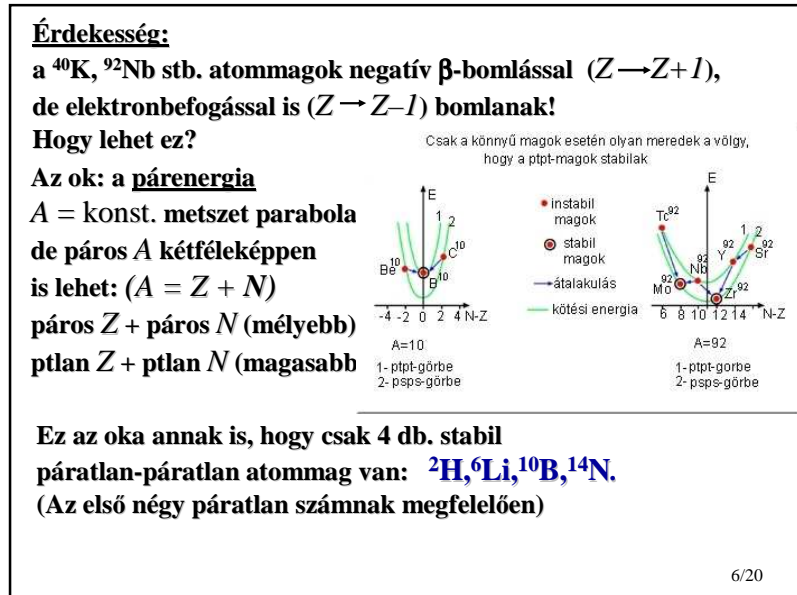 Érdekesség:
a ⁴⁰K, ⁹²Nb stb. atommagok negatív β-bomlással (Z→Z+1),
de elektronbefogással is (Z→Z–1) bomlanak!
Hogy lehet ez?
Az ok: a párenergia
A = konst. metszet parabola
de páros A kétféleképpen
is lehet: (A = Z + N)
páros Z + páros N (mélyebb)
ptlan Z + ptlan N (magasabb
Csak a könnyű magok esetén olyan meredek a völgy,
hogy a ptpt-magok stabilak
E
1 2
Be¹⁰
C¹⁰
B¹⁰
-4 -2 0 2 4 N-Z
A=10
1- ptpt-görbe
2- psps-görbe
instabil
magok
stabil
magok
átalakulás
kötési energia
E
Tc⁹²
1 2
Y⁹²
Sr⁹²
Nb⁹²
Mo⁹²
Zr⁹²
6 8 10 12 14 N-Z
A=92
1- ptpt-gorbe
2- psps-görbe
Ez az oka annak is, hogy csak 4 db. stabil
páratlan-páratlan atommag van: ²H,⁶Li,¹⁰B,¹⁴N.
(Az első négy páratlan számnak megfelelően)
6/20